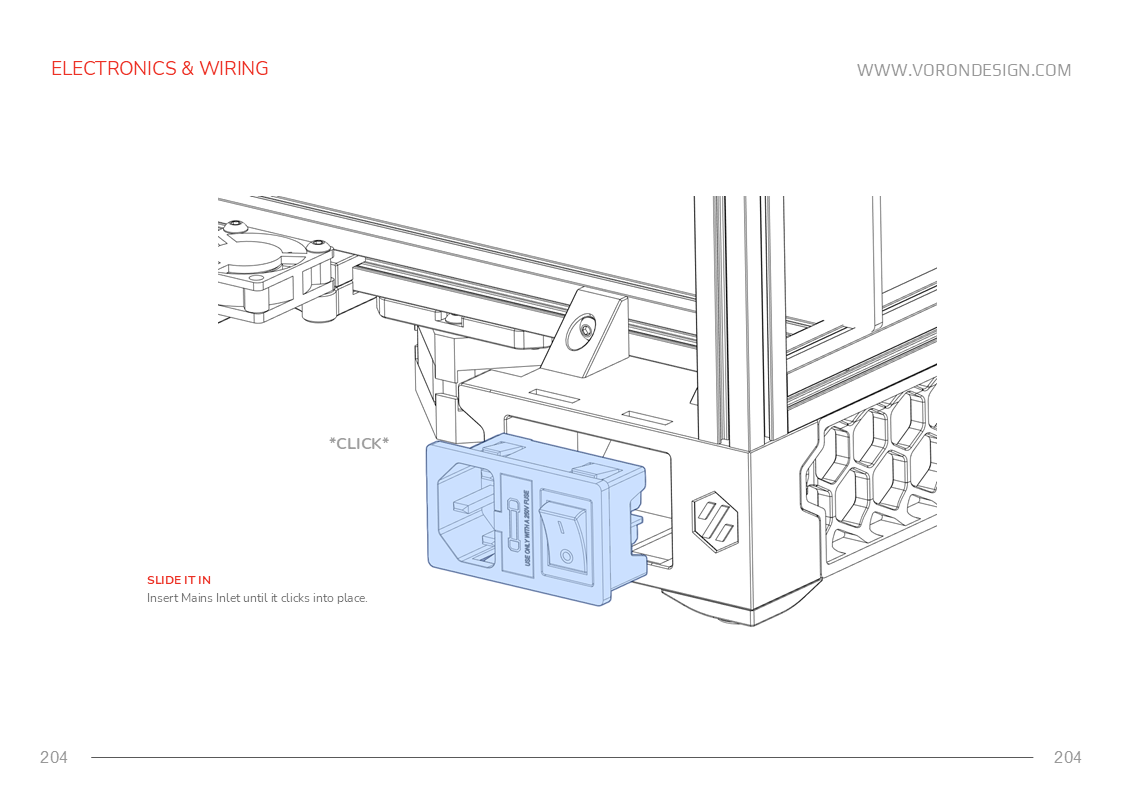 ELECTRONICS & WIRING
WWW.VORONDESIGN.COM
*CLICK*
USE ONLY WITH A 250V FUSE
SLIDE IT IN
Insert Mains Inlet until it clicks into place.
204
204